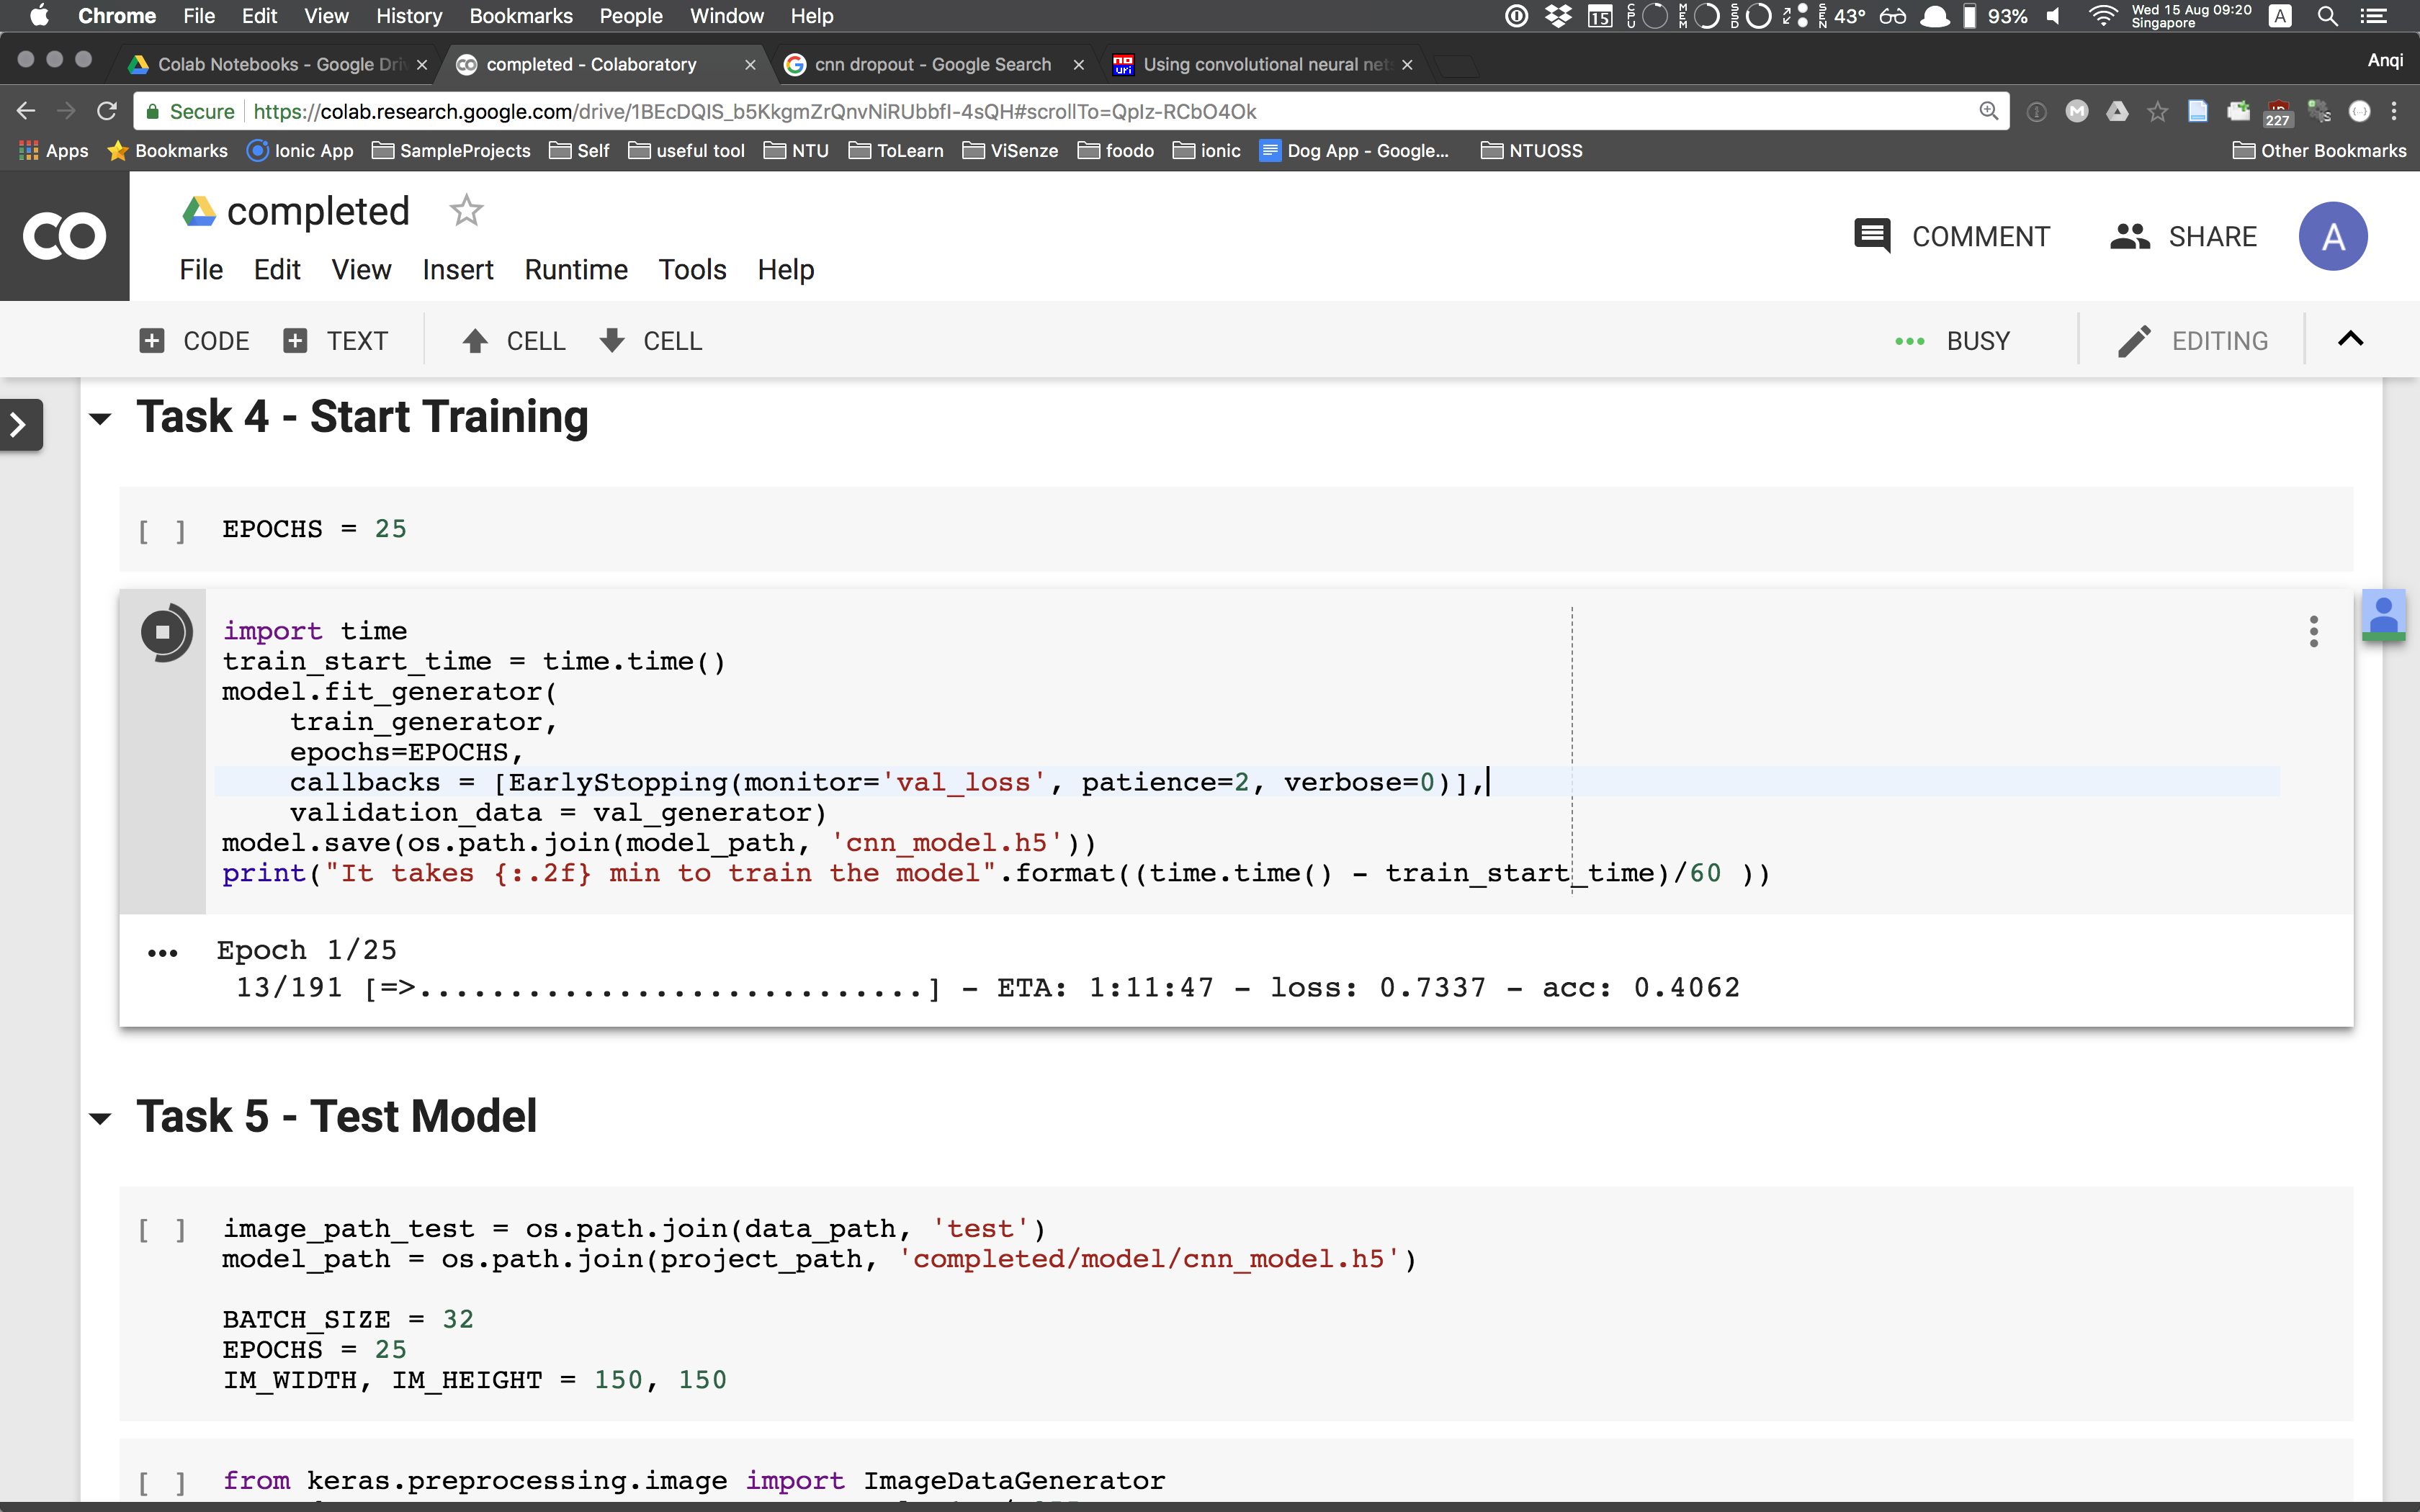 Chrome File Edit View History Bookmarks People Window Help
15 CPU MEM SSD SEN 43° 93% Wed 15 Aug 09:20 Singapore A
Colab Notebooks - Google Dri
completed - Colaboratory
cnn dropout - Google Search
Using convolutional neural net
Anqi
Secure https://colab.research.google.com/drive/1BEcDQIS_b5KkgmZrQnvNiRUbbfI-4sQH#scrollTo=QpIz-RCbO4Ok
227
Apps Bookmarks Ionic App SampleProjects Self useful tool NTU ToLearn ViSenze foodo ionic Dog App - Google... NTUOSS Other Bookmarks
CO
completed
COMMENT SHARE A
File Edit View Insert Runtime Tools Help
CODE TEXT CELL CELL BUSY EDITING
Task 4 - Start Training
[ ] EPOCHS = 25
import time
train_start_time = time.time()
model.fit_generator(
    train_generator,
    epochs=EPOCHS,
    callbacks = [EarlyStopping(monitor='val_loss', patience=2, verbose=0)],
    validation_data = val_generator)
model.save(os.path.join(model_path, 'cnn_model.h5'))
print("It takes {:.2f} min to train the model".format((time.time() - train_start_time)/60 ))
Epoch 1/25
13/191 [=>............................] - ETA: 1:11:47 - loss: 0.7337 - acc: 0.4062
Task 5 - Test Model
[ ] image_path_test = os.path.join(data_path, 'test')
model_path = os.path.join(project_path, 'completed/model/cnn_model.h5')
BATCH_SIZE = 32
EPOCHS = 25
IM_WIDTH, IM_HEIGHT = 150, 150
[ ] from keras.preprocessing.image import ImageDataGenerator